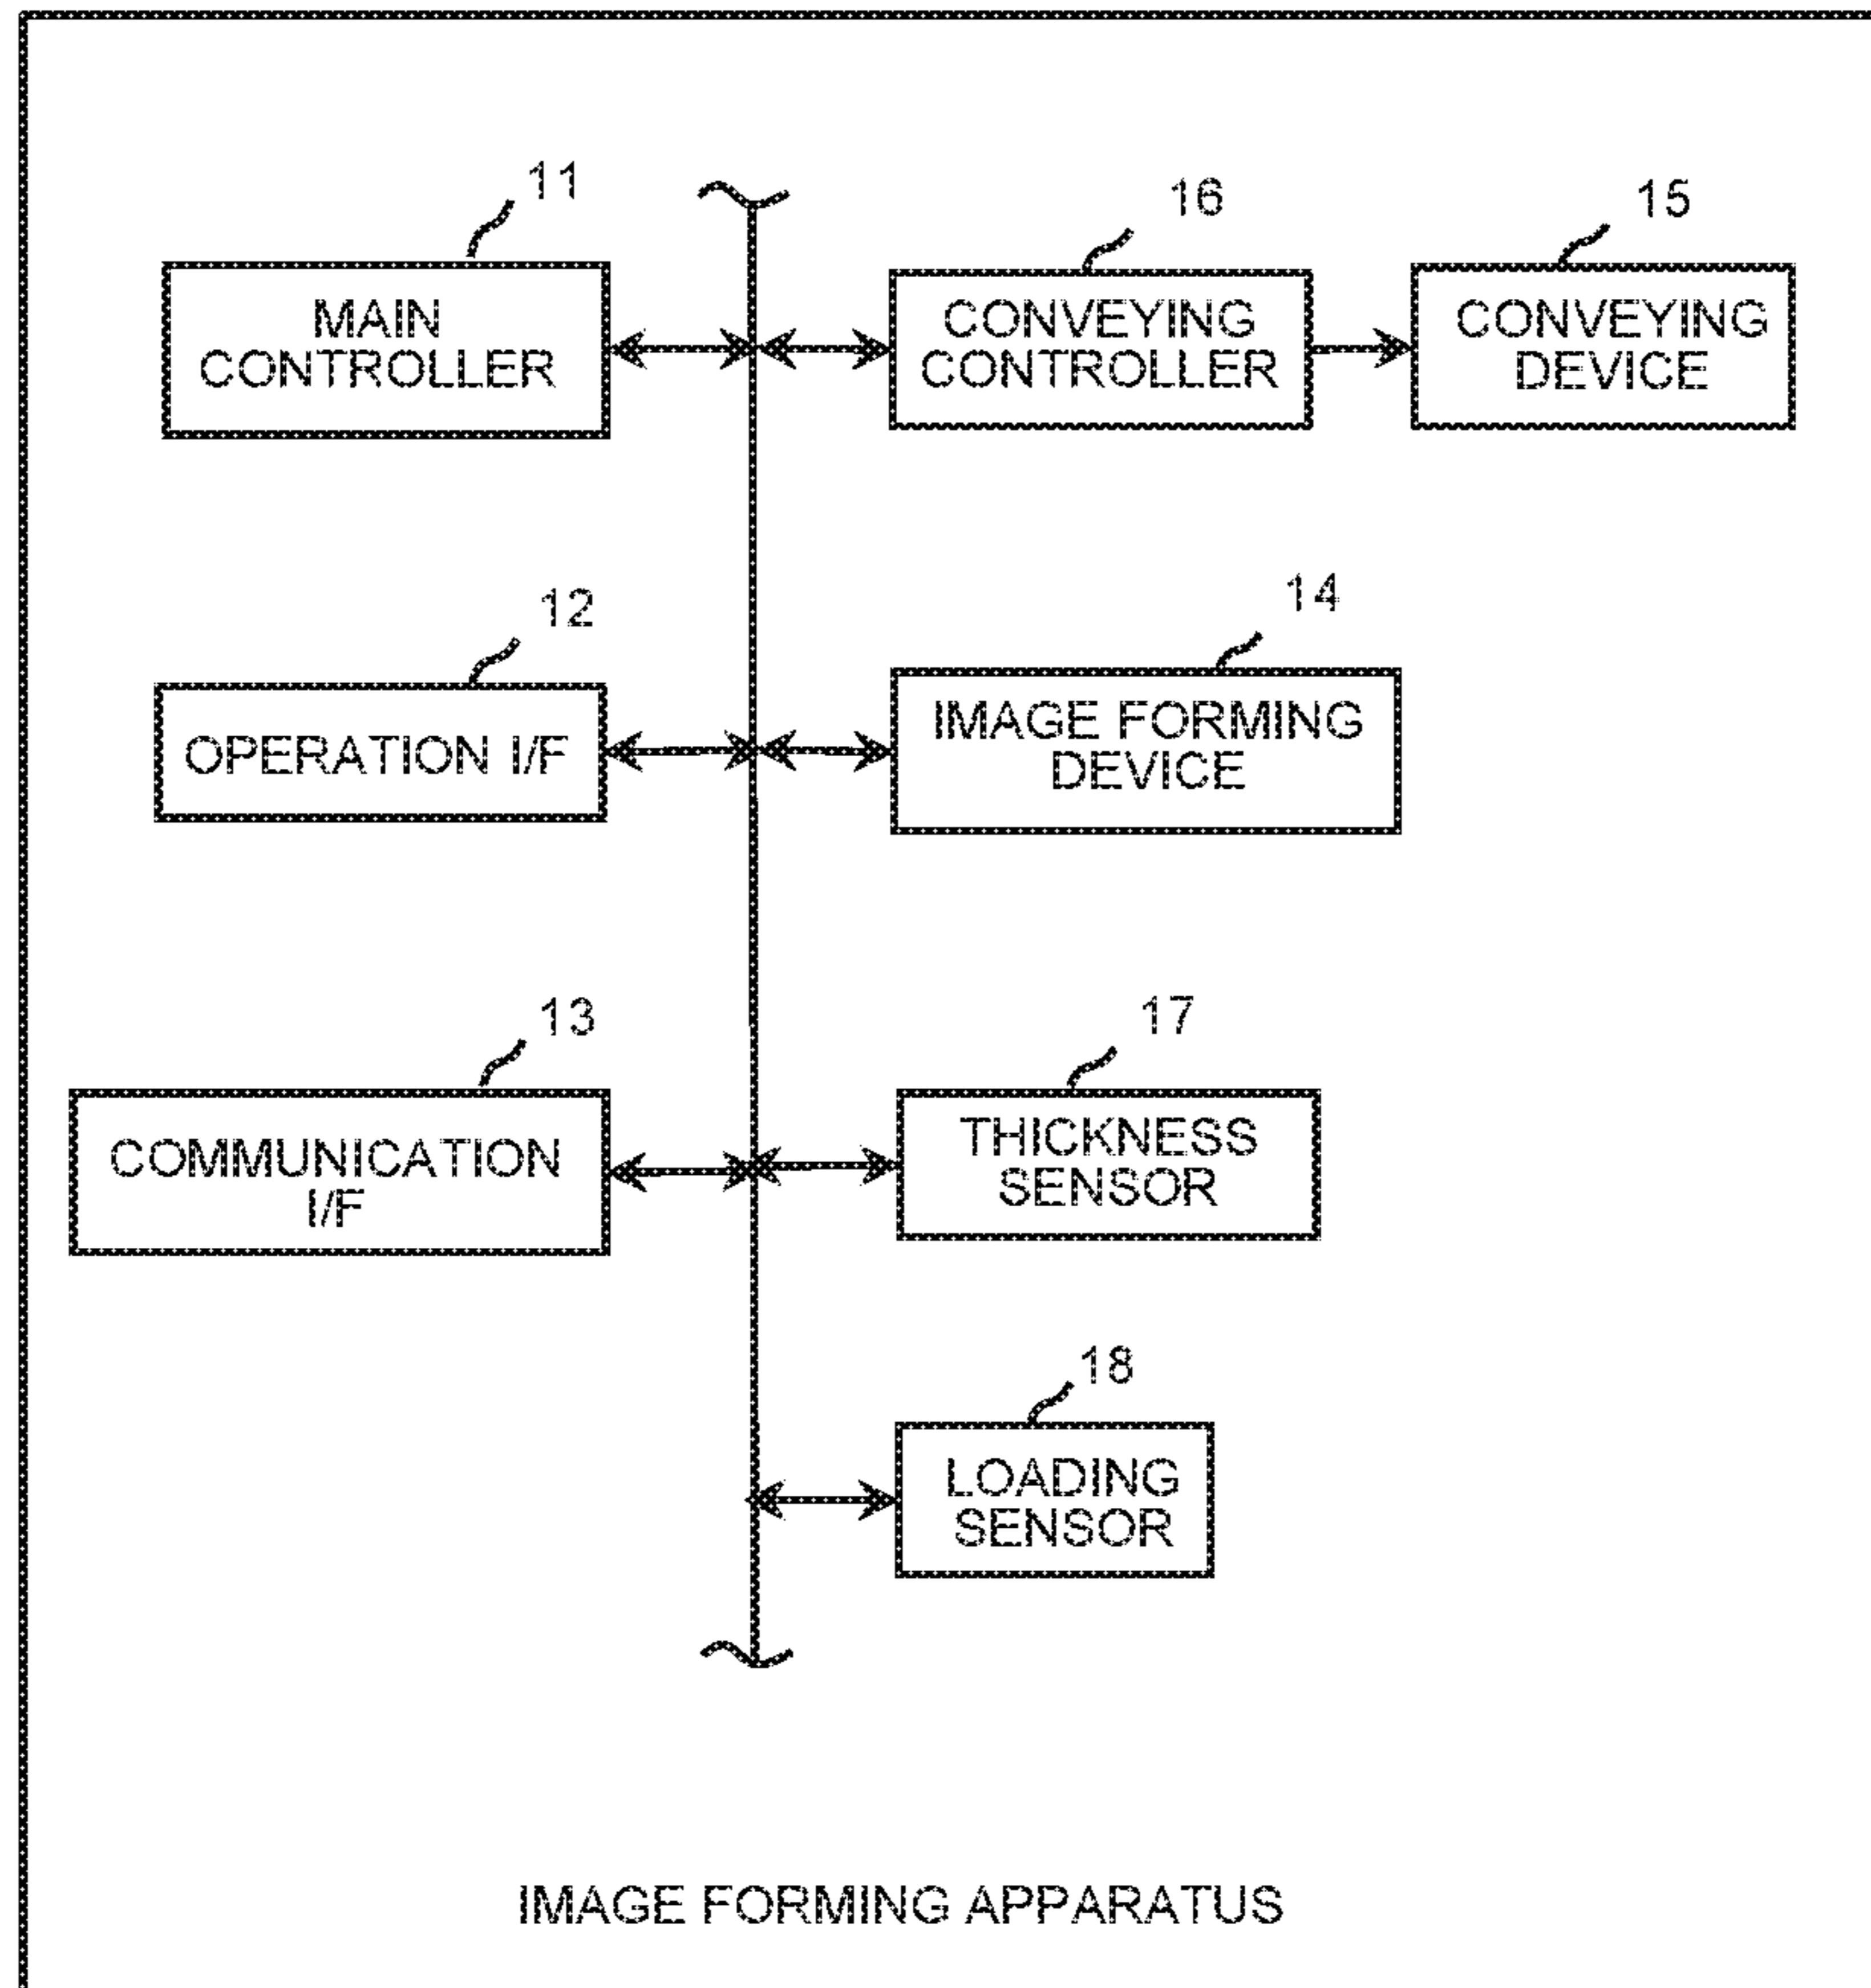 11
16
15
MAIN
CONTROLLER
CONVEYING
CONTROLLER
CONVEYING
DEVICE
12
14
OPERATION I/F
IMAGE FORMING
DEVICE
13
17
COMMUNICATION
I/F
THICKNESS
SENSOR
18
LOADING
SENSOR
IMAGE FORMING APPARATUS